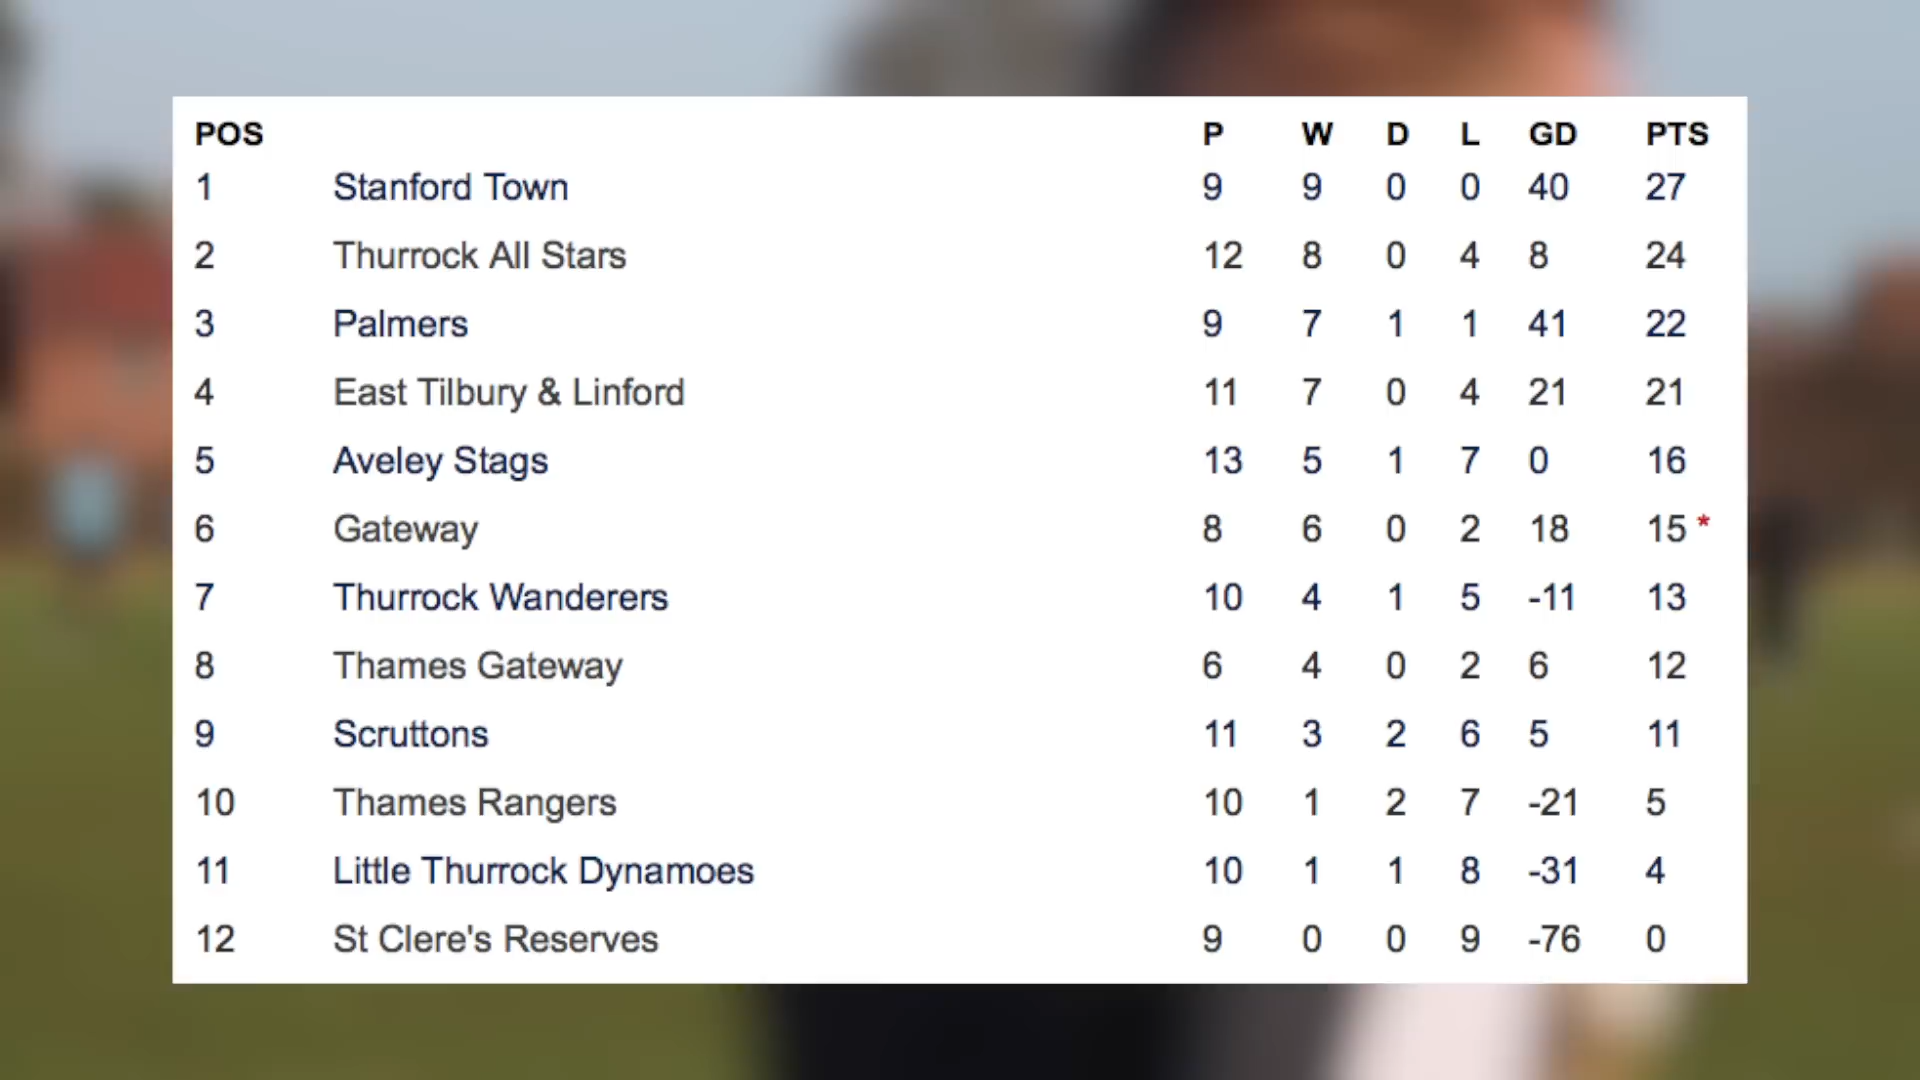 POS P W D L GD PTS
1 Stanford Town 9 9 0 0 40 27
2 Thurrock All Stars 12 8 0 4 8 24
3 Palmers 9 7 1 1 41 22
4 East Tilbury & Linford 11 7 0 4 21 21
5 Aveley Stags 13 5 1 7 0 16
6 Gateway 8 6 0 2 18 15 *
7 Thurrock Wanderers 10 4 1 5 -11 13
8 Thames Gateway 6 4 0 2 6 12
9 Scruttons 11 3 2 6 5 11
10 Thames Rangers 10 1 2 7 -21 5
11 Little Thurrock Dynamoes 10 1 1 8 -31 4
12 St Clere's Reserves 9 0 0 9 -76 0